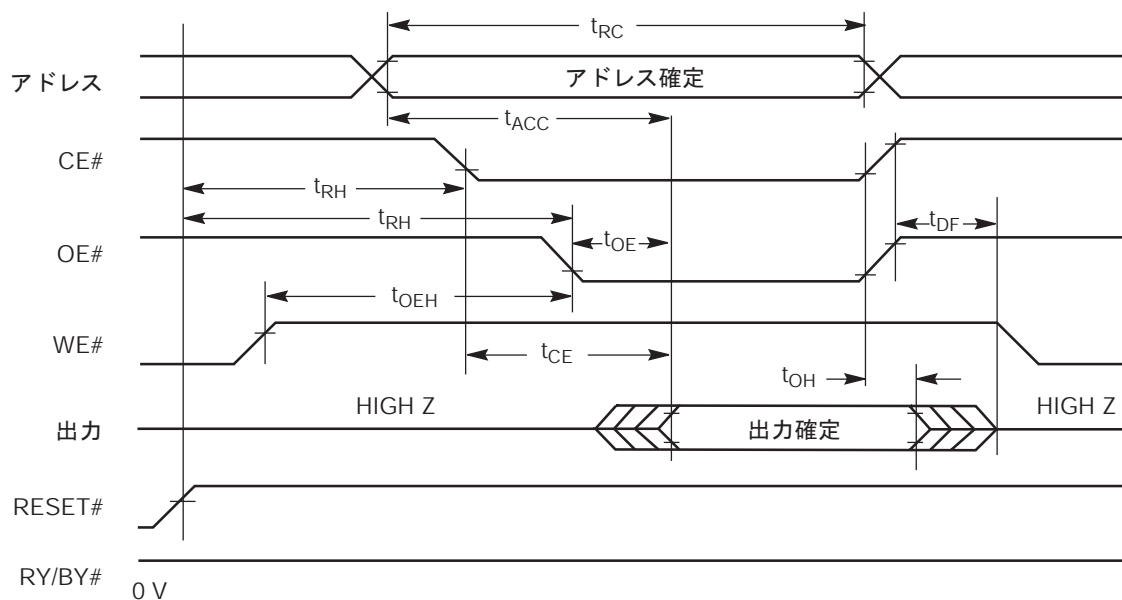 tRC
アドレス
アドレス確定
tACC
CE#
tRH
tRH
OE#
tOE
tDF
tOEH
WE#
tCE
tOH
HIGH Z
HIGH Z
出力
出力確定
RESET#
RY/BY#
0 V